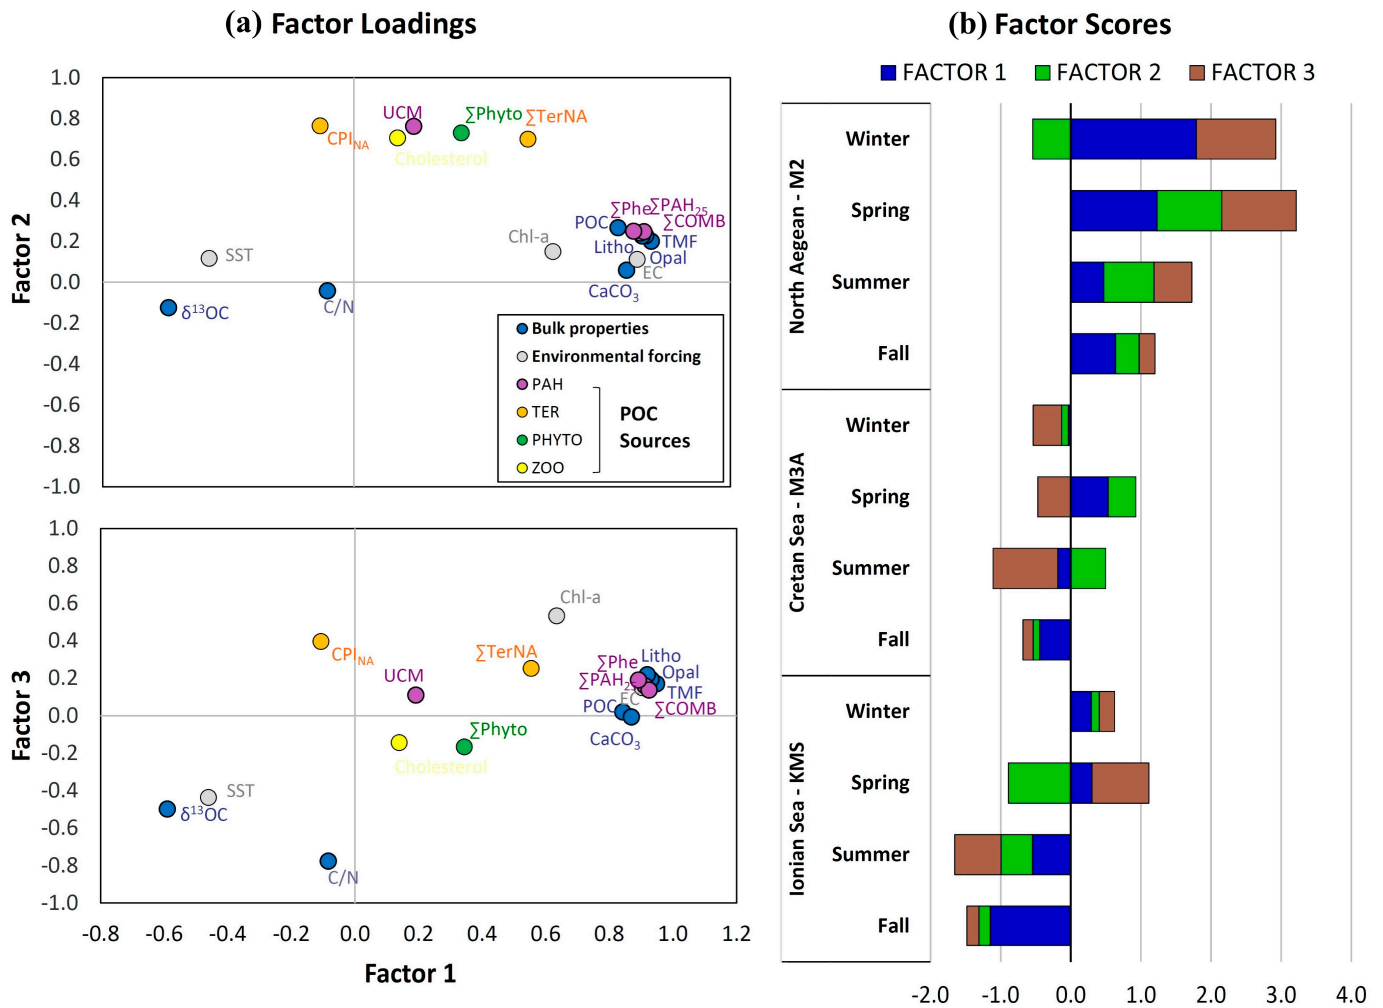 (a) Factor Loadings
1.0
0.8
0.6
0.4
0.2
0.0
-0.2
-0.4
-0.6
-0.8
-1.0
Factor 2
CPI_NA
UCM
Cholesterol
∑Phyto
∑TerNA
SST
δ¹³OC
C/N
Chl-a
POC
∑Phe
∑PAH₂₅
∑COMB
TMF
Litho
Opal
EC
CaCO₃
Bulk properties
Environmental forcing
PAH
TER
PHYTO
ZOO
POC
Sources
1.0
0.8
0.6
0.4
0.2
0.0
-0.2
-0.4
-0.6
-0.8
-1.0
Factor 3
Chl-a
CPI_NA
∑TerNA
UCM
∑Phe
Litho
Opal
∑PAH₂₅
EC
TMF
POC
∑COMB
CaCO₃
∑Phyto
Cholesterol
SST
δ¹³OC
C/N
-0.8 -0.6 -0.4 -0.2 0.0 0.2 0.4 0.6 0.8 1.0 1.2
Factor 1
(b) Factor Scores
FACTOR 1 FACTOR 2 FACTOR 3
North Aegean - M2
Winter
Spring
Summer
Fall
Cretan Sea - M3A
Winter
Spring
Summer
Fall
Ionian Sea - KMS
Winter
Spring
Summer
Fall
-2.0 -1.0 0.0 1.0 2.0 3.0 4.0